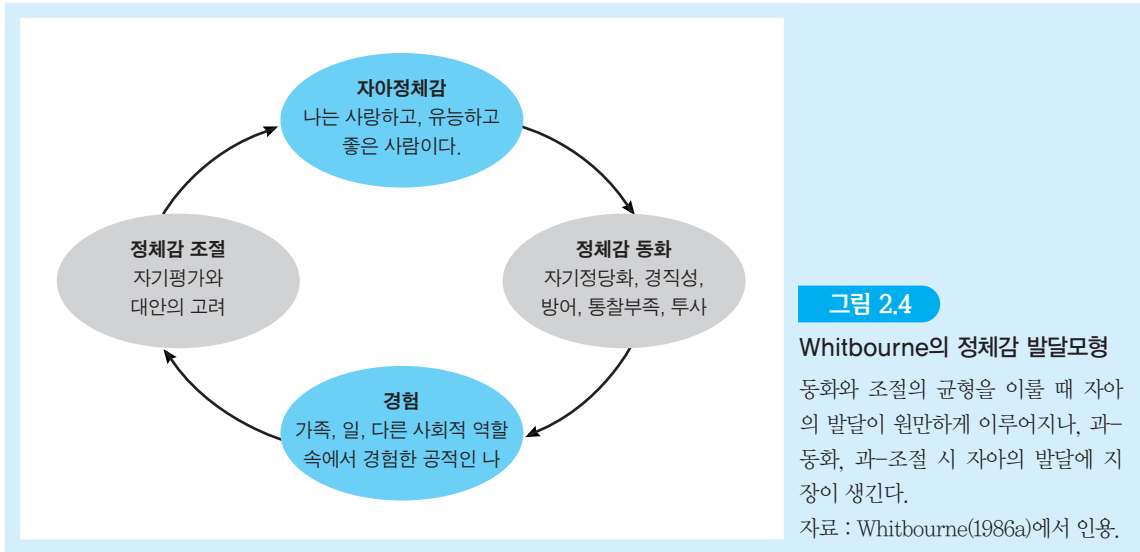 자아정체감
나는 사랑하고, 유능하고
좋은 사람이다.
정체감 조절
자기평가와
대안의 고려
정체감 동화
자기정당화, 경직성,
방어, 통찰부족, 투사
경험
가족, 일, 다른 사회적 역할
속에서 경험한 공적인 나
그림 2.4
Whitbourne의 정체감 발달모형
동화와 조절의 균형을 이룰 때 자아
의 발달이 원만하게 이루어지나, 과-
동화, 과-조절 시 자아의 발달에 지
장이 생긴다.
자료 : Whitbourne(1986a)에서 인용.